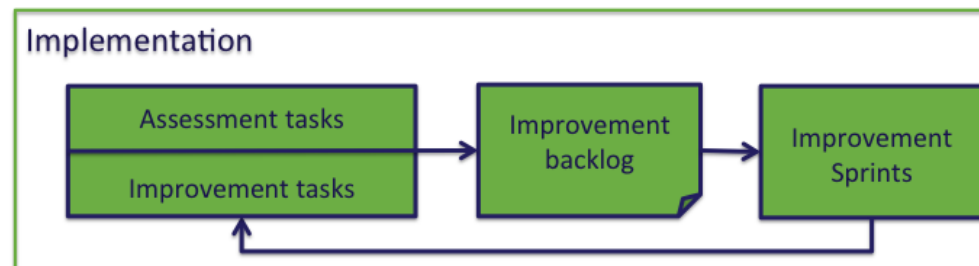 Implementation
Assessment tasks
Improvement tasks
Improvement
backlog
Improvement
Sprints